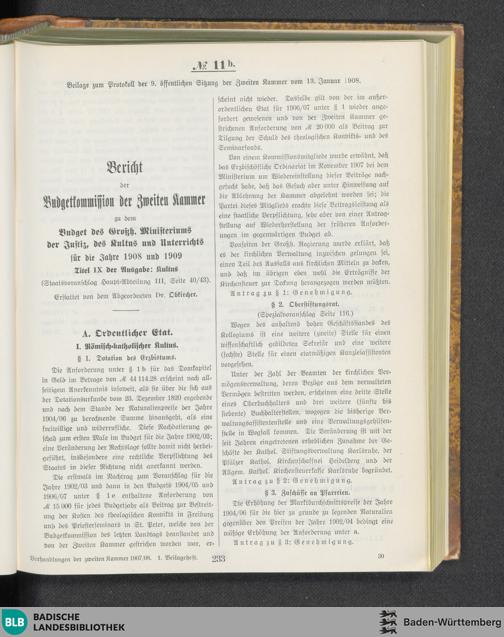 № 11b.
Beilage zum Protokoll der 9. öffentlichen Sitzung der Zweiten Kammer vom 13. Januar 1908.
Bericht
der
Budgetkommission der Zweiten Kammer
zu dem
Budget des Großh. Ministeriums
der Justiz, des Kultus und Unterrichts
für die Jahre 1908 und 1909
Titel IX der Ausgabe: Kultus
(Staatsvoranschlag Haupt-Abteilung III, Seite 40/43).
Erstattet von dem Abgeordneten Dr. Obkircher.
A. Ordentlicher Etat.
I. Römisch-katholischer Kultus.
§ 1. Dotation des Erzbistums.
Die Anforderung unter § 1 b für das Domkapitel
in Geld im Betrage von ℳ 44 114.28 erscheint nach all-
seitigem Anerkenntnis insoweit, als sie über die sich aus
der Dotationsurkunde vom 23. Dezember 1820 ergebende
und nach dem Stande der Naturalienpreise der Jahre
1904/06 zu berechnende Summe hinausgeht, als eine
freiwillige und widerrufliche. Diese Nachdotierung ge-
schah zum ersten Male im Budget für die Jahre 1902/03;
eine Veränderung der Rechtslage sollte damit nicht herbei-
geführt, insbesondere eine rechtliche Verpflichtung des
Staates in dieser Richtung nicht anerkannt werden.
Die erstmals im Nachtrag zum Voranschlag für die
Jahre 1902/03 und dann in den Budgets 1904/05 und
1906/07 unter § 1 c enthaltene Anforderung von
ℳ 15 000 für jedes Budgetjahr als Beitrag zur Bestrei-
tung der Kosten des theologischen Konvikts in Freiburg
und des Priesterseminars in St. Peter, welche von der
Budgetkommission des letzten Landtags beanstandet und
von der Zweiten Kammer gestrichen worden war, er-
scheint nicht wieder. Dasselbe gilt von der im außer-
ordentlichen Etat für 1906/07 unter § 1 wieder ange-
fordert gewesenen und von der Zweiten Kammer ge-
strichenen Anforderung von ℳ 20 000 als Beitrag zur
Tilgung der Schuld des theologischen Konvikts- und des
Seminarfonds.
Von einem Kommissionsmitgliede wurde erwähnt, daß
das Erzbischöfliche Ordinariat im November 1907 bei dem
Ministerium um Wiedereinstellung dieser Beträge nach-
gesucht habe, daß das Gesuch aber unter Hinweisung auf
die Ablehnung der Kammer abgelehnt worden sei; die
Partei dieses Mitglieds erachte diese Beitragsleistung als
eine staatliche Verpflichtung, sehe aber von einer Antrag-
stellung auf Wiederherstellung der früheren Anforder-
ungen im gegenwärtigen Budget ab.
Vonseiten der Großh. Regierung wurde erklärt, daß
es der kirchlichen Verwaltung inzwischen gelungen sei,
einen Teil des Ausfalls aus kirchlichen Mitteln zu decken,
und daß im übrigen eben wohl die Erträgnisse der
Kirchensteuer zur Deckung herangezogen werden müßten.
Antrag zu § 1: Genehmigung.
§ 2. Oberstiftungsrat.
(Spezialvoranschlag Seite 116.)
Wegen des anhaltend hohen Geschäftsstandes des
Kollegiums ist eine weitere (zweite) Stelle für einen
wissenschaftlich gebildeten Sekretär und eine weitere
(sechste) Stelle für einen etatmäßigen Kanzleiassistenten
vorgesehen.
Unter der Zahl der Beamten der kirchlichen Ver-
mögensverwaltung, deren Bezüge aus dem verwalteten
Vermögen bestritten werden, erscheinen eine dritte Stelle
eines Oberbuchhalters und drei weitere (fünfte bis
siebente) Buchhalterstellen, wogegen die bisherige Ver-
waltungsassistentenstelle und eine Verwaltungsgehilfen-
stelle in Wegfall kommen. Die Veränderung ist mit der
seit Jahren eingetretenen erheblichen Zunahme der Ge-
schäfte der Kathol. Stiftungsverwaltung Karlsruhe, der
Pfälzer Kathol. Kirchenschaffnei Heidelberg und der
Allgem. Kathol. Kirchensteuerkasse Karlsruhe begründet.
Antrag zu § 2: Genehmigung.
§ 3. Zuschüsse an Pfarreien.
Die Erhöhung der Marktdurchschnittspreise der Jahre
1904/06 für die hier zu grunde zu legenden Naturalien
gegenüber den Preisen der Jahre 1902/04 bedingt eine
mäßige Erhöhung der Anforderung unter a.
Antrag zu § 3: Genehmigung.
Verhandlungen der zweiten Kammer 1907/08. 1. Beilagenheft.
233
30
BLB
BADISCHE
LANDESBIBLIOTHEK
Baden-Württemberg